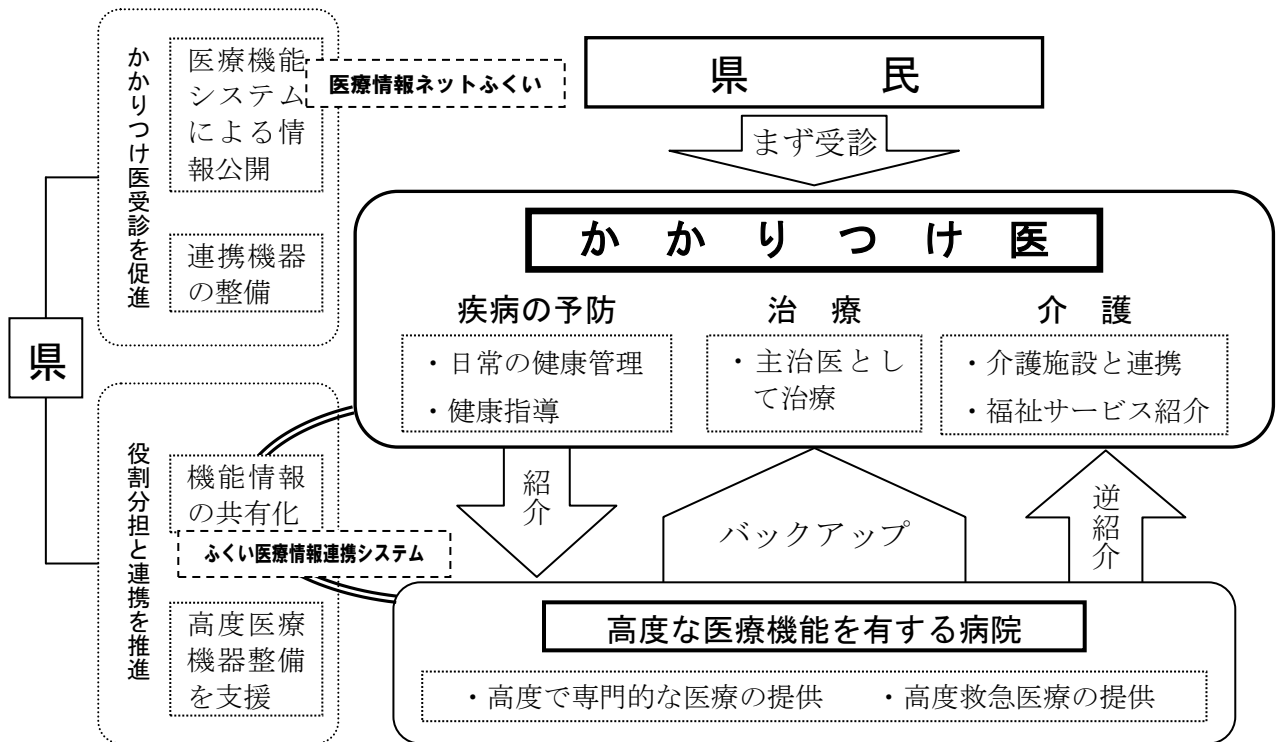 県
かかりつけ医受診を促進
医療機能
システム
による情
報公開
医療情報ネットふくい
連携機器
の整備
役割分担と連携を推進
機能情報
の共有化
ふくい医療情報連携システム
高度医療
機器整備
を支援
県　　民
まず受診
かかりつけ医
疾病の予防
・日常の健康管理
・健康指導
治　療
・主治医とし
て治療
介　護
・介護施設と連携
・福祉サービス紹介
紹介
バックアップ
逆紹介
高度な医療機能を有する病院
・高度で専門的な医療の提供　・高度救急医療の提供